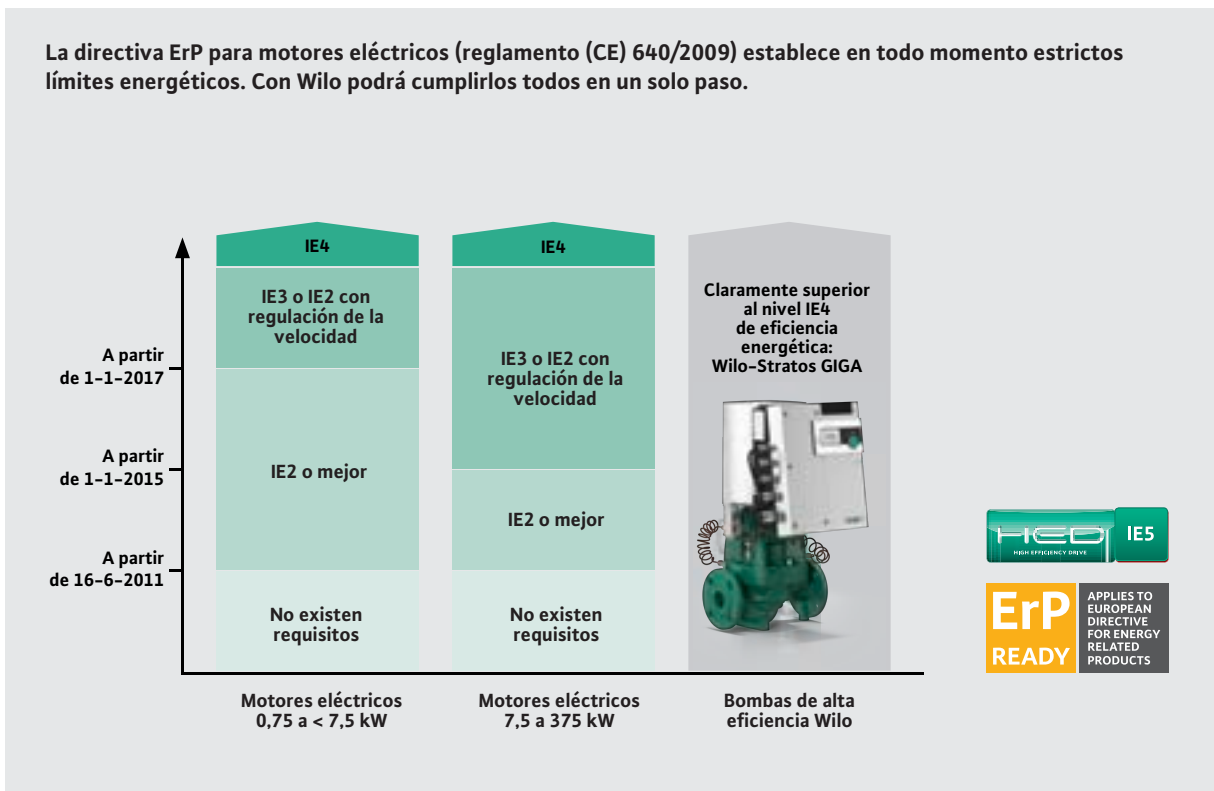 La directiva ErP para motores eléctricos (reglamento (CE) 640/2009) establece en todo momento estrictos
límites energéticos. Con Wilo podrá cumplirlos todos en un solo paso.
IE4
IE3 o IE2 con
regulación de la
velocidad
IE2 o mejor
No existen
requisitos
IE4
IE3 o IE2 con
regulación de la
velocidad
IE2 o mejor
No existen
requisitos
Claramente superior
al nivel IE4
de eficiencia
energética:
Wilo-Stratos GIGA
A partir
de 1-1-2017
A partir
de 1-1-2015
A partir
de 16-6-2011
Motores eléctricos
0,75 a < 7,5 kW
Motores eléctricos
7,5 a 375 kW
Bombas de alta
eficiencia Wilo
HED
HIGH EFFICIENCY DRIVE
IE5
ErP
READY
APPLIES TO
EUROPEAN
DIRECTIVE
FOR ENERGY
RELATED
PRODUCTS